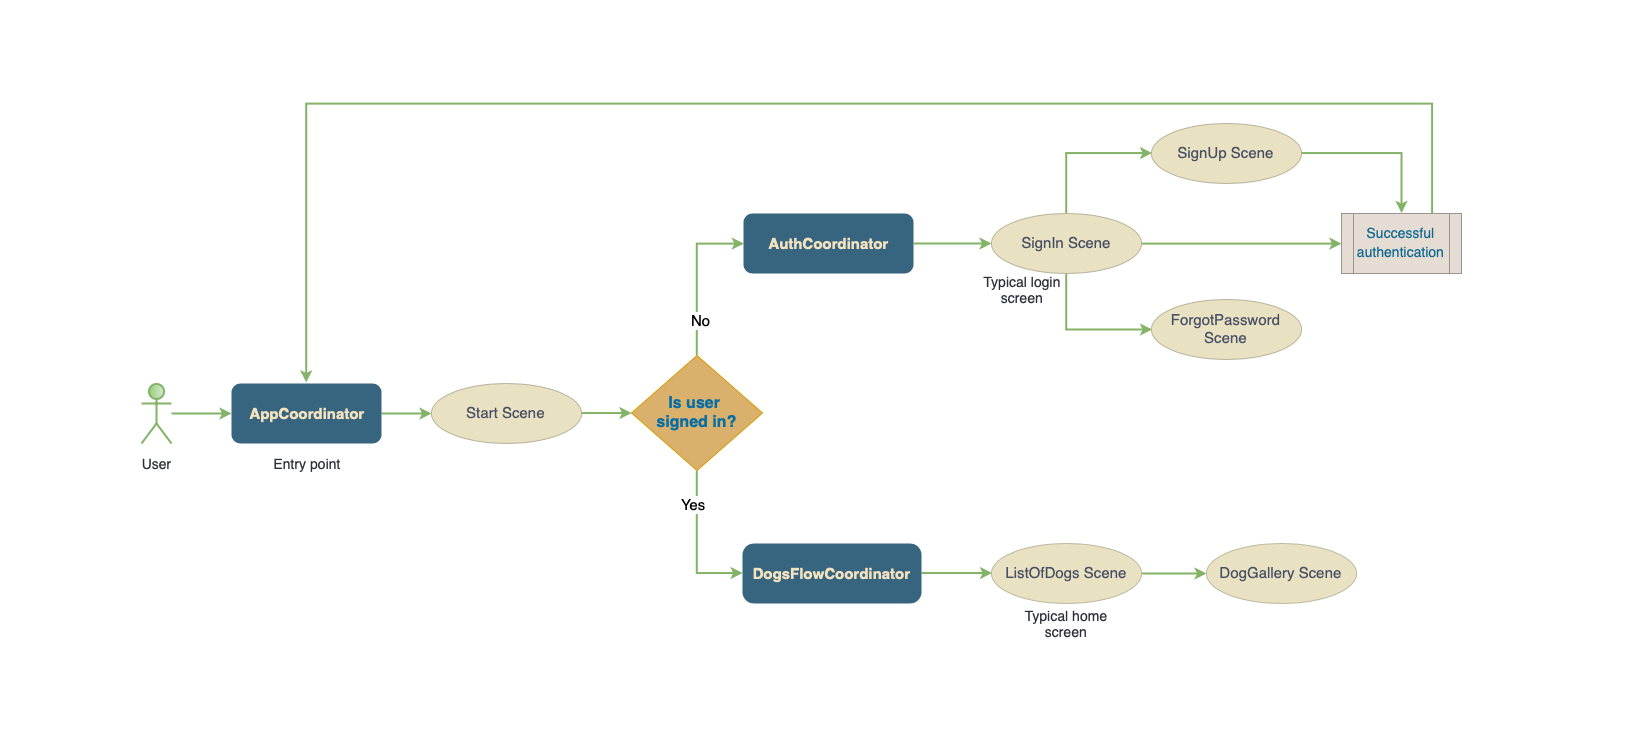 SignUp Scene
AuthCoordinator
SignIn Scene
Successful
authentication
Typical login
screen
No
ForgotPassword
Scene
User
AppCoordinator
Entry point
Start Scene
Is user
signed in?
Yes
DogsFlowCoordinator
ListOfDogs Scene
DogGallery Scene
Typical home
screen